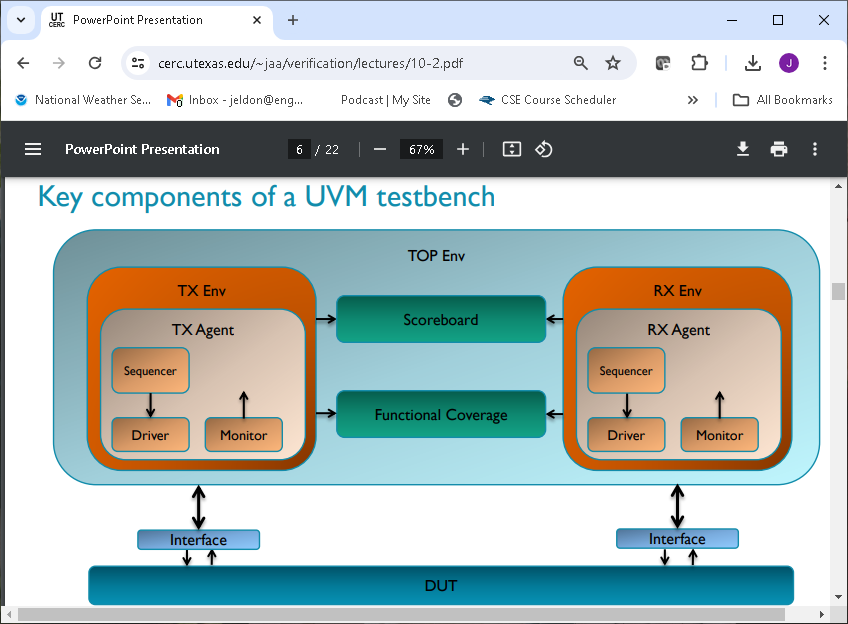 UT CERC PowerPoint Presentation
cerc.utexas.edu/~jaa/verification/lectures/10-2.pdf
J
National Weather Se... Inbox - jeldon@eng... Podcast | My Site CSE Course Scheduler All Bookmarks
PowerPoint Presentation 6 / 22 67%
Key components of a UVM testbench
TOP Env
TX Env
RX Env
TX Agent
Scoreboard
RX Agent
Sequencer
Sequencer
Functional Coverage
Driver Monitor
Driver Monitor
Interface
Interface
DUT